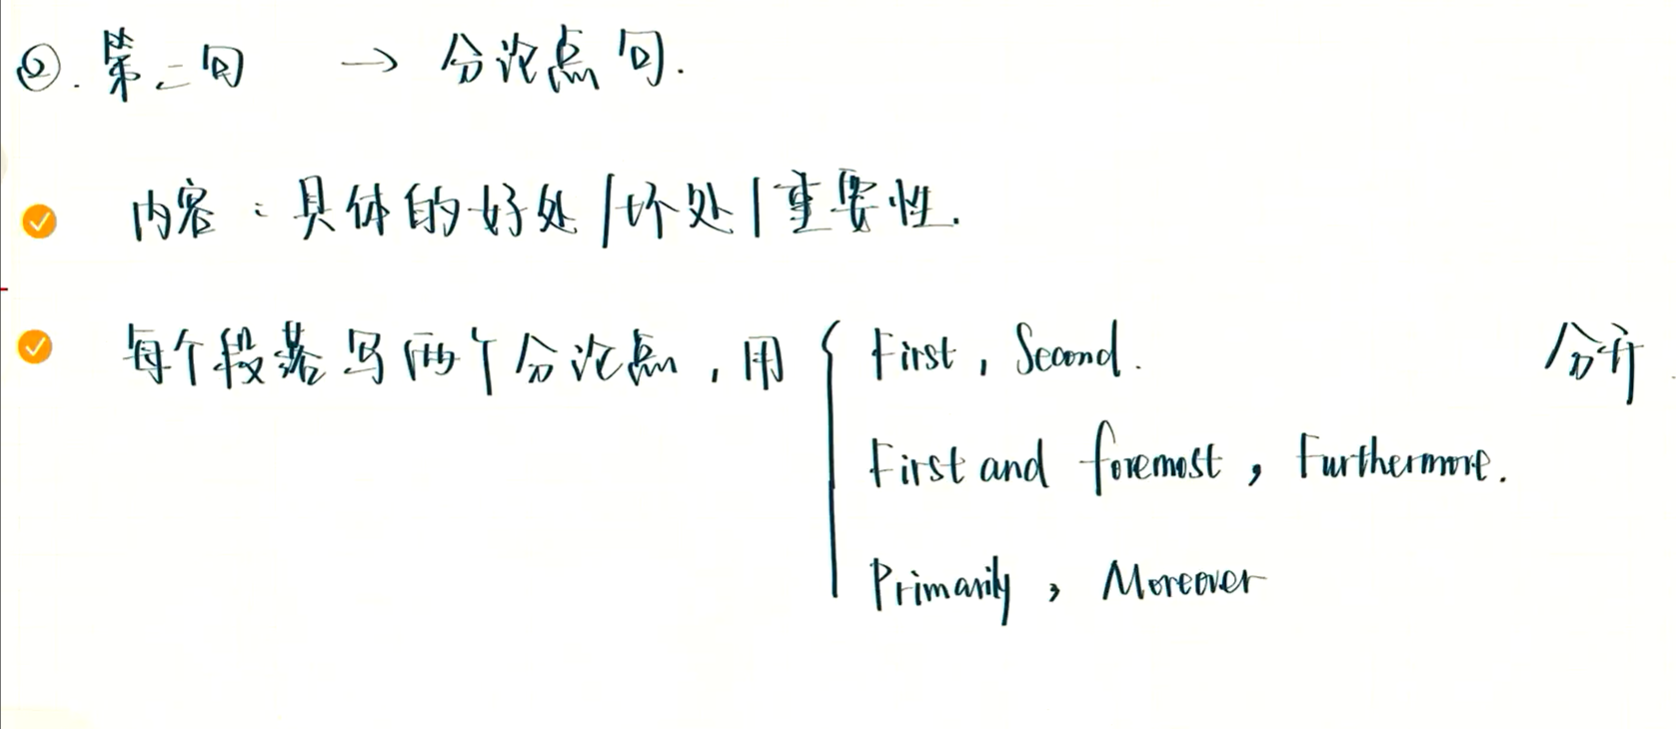 ②. 第二句 → 分论点句.
内容：具体的好处/坏处/重要性.
每个段落写两个分论点，用 { First, Second. 分开
First and foremost, Furthermore.
Primarily, Moreover